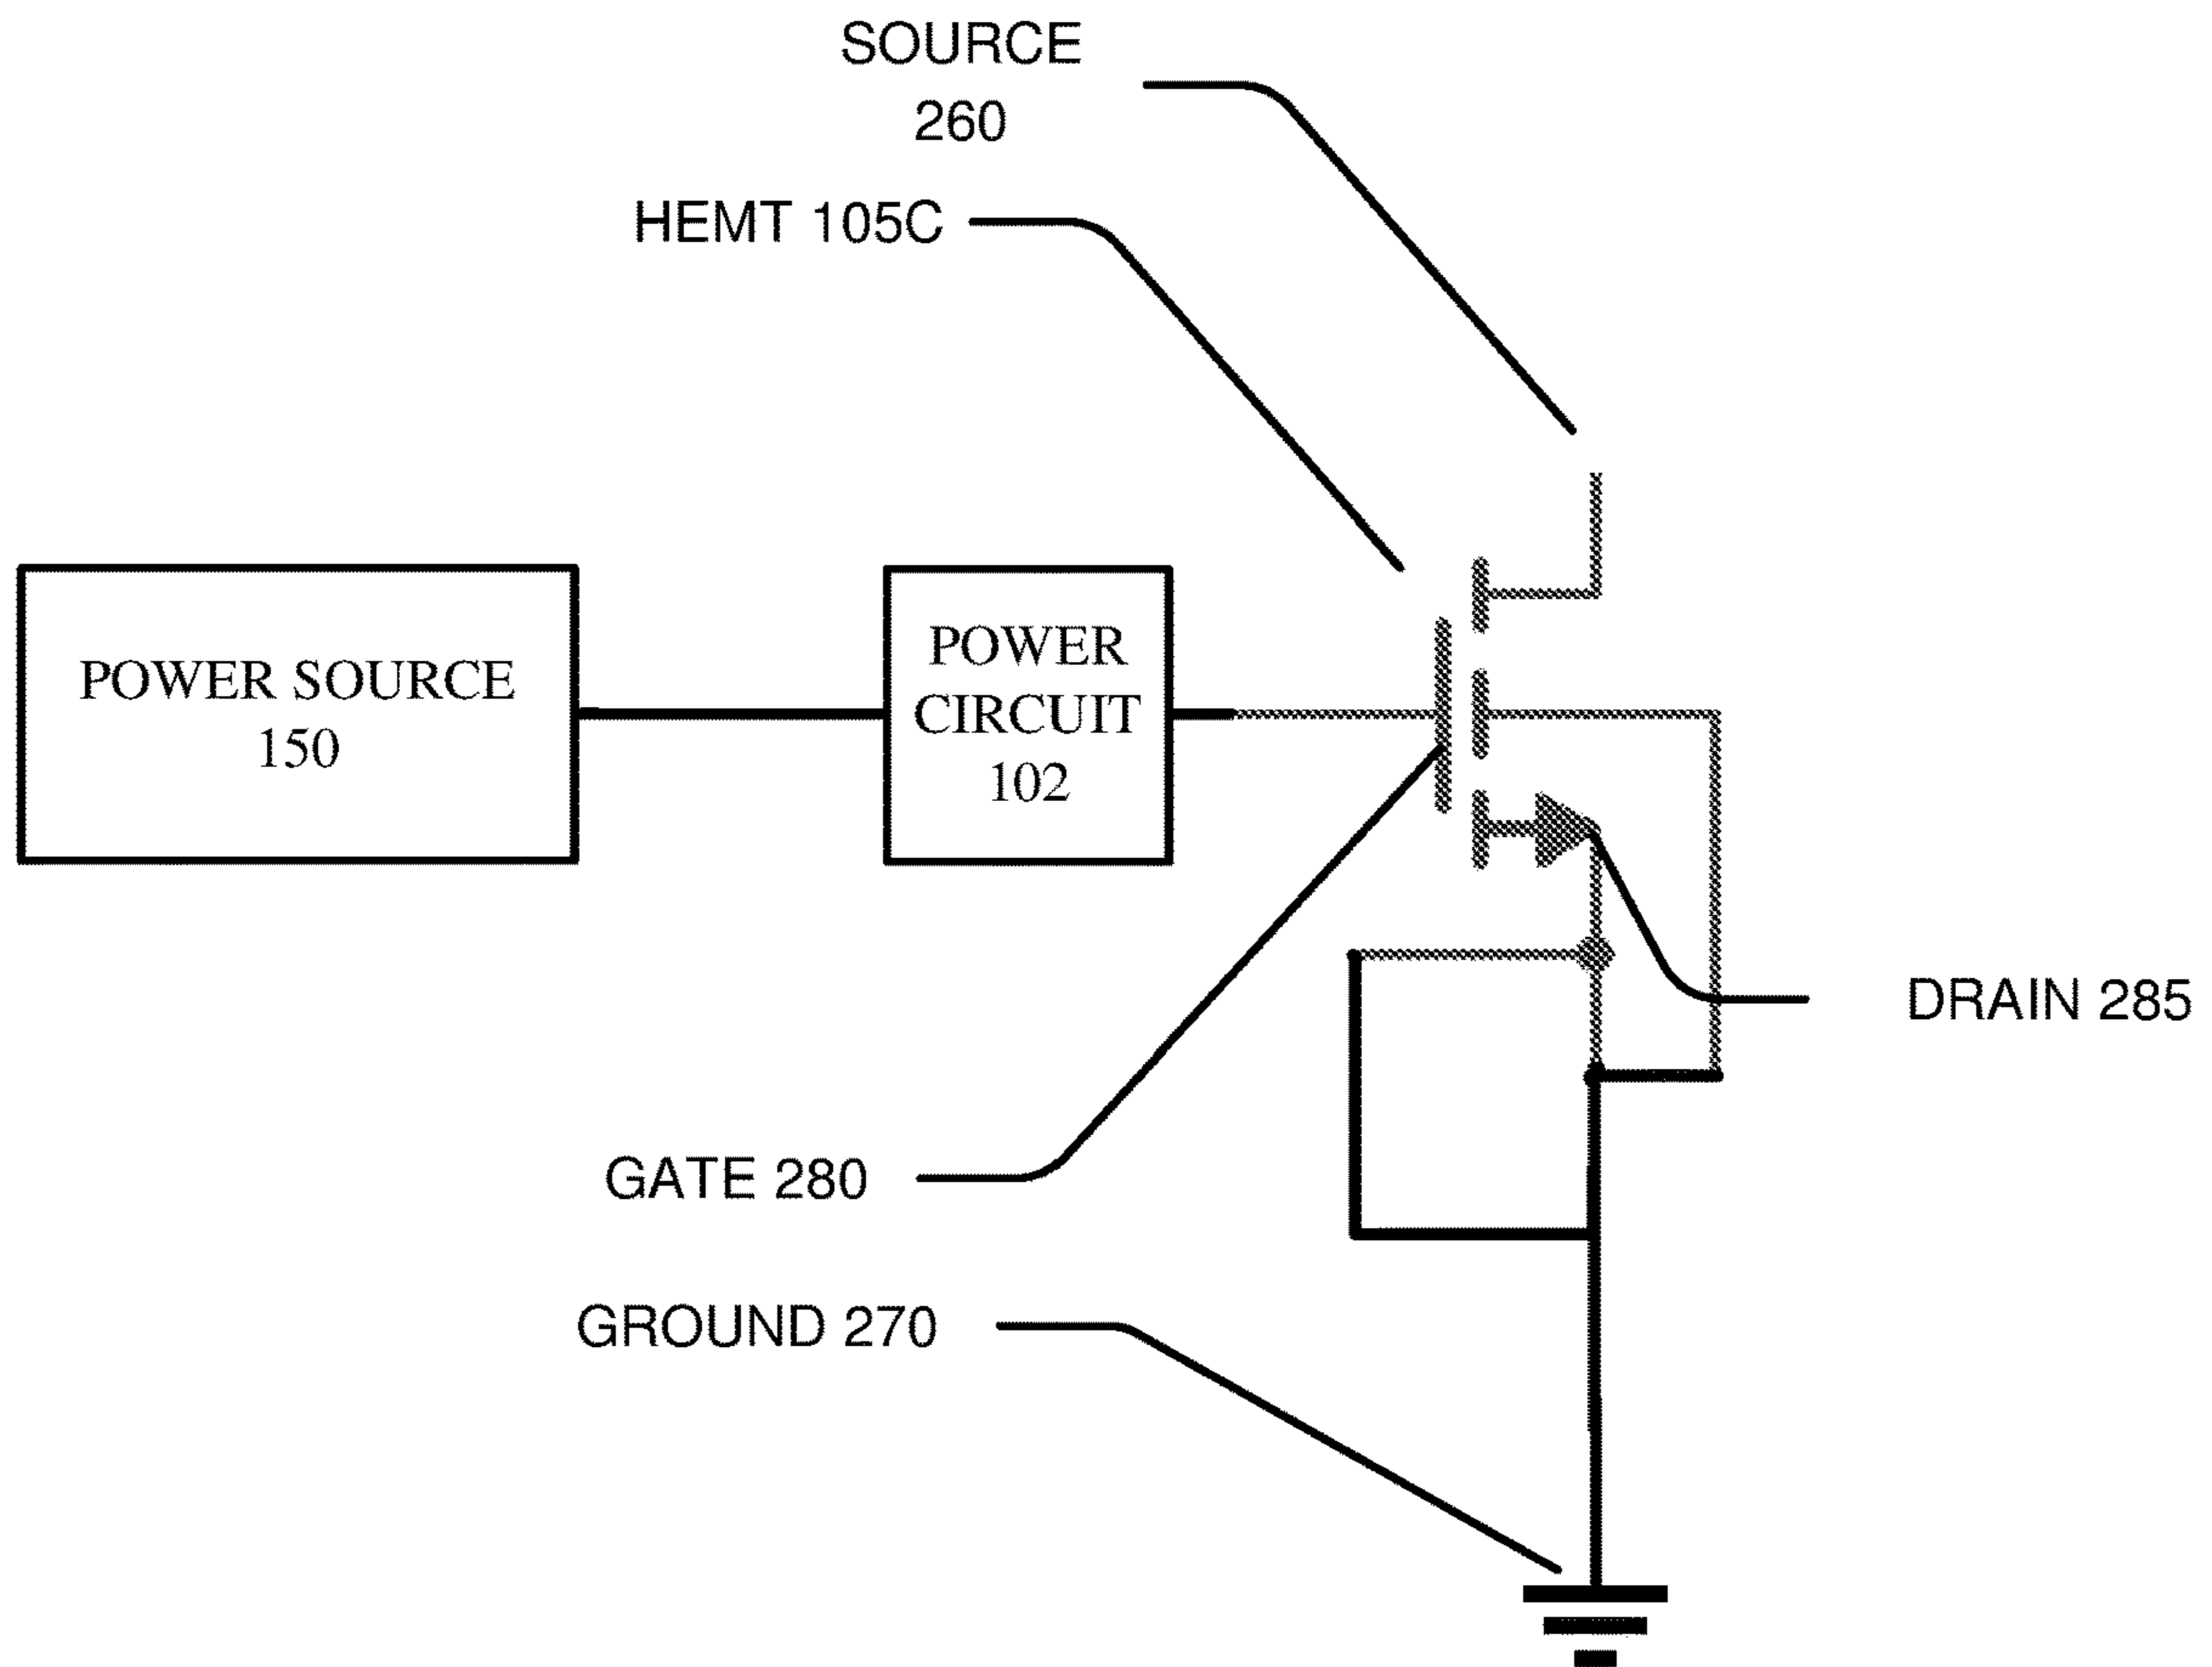 SOURCE
260
HEMT 105C
POWER SOURCE
150
POWER
CIRCUIT
102
DRAIN 285
GATE 280
GROUND 270